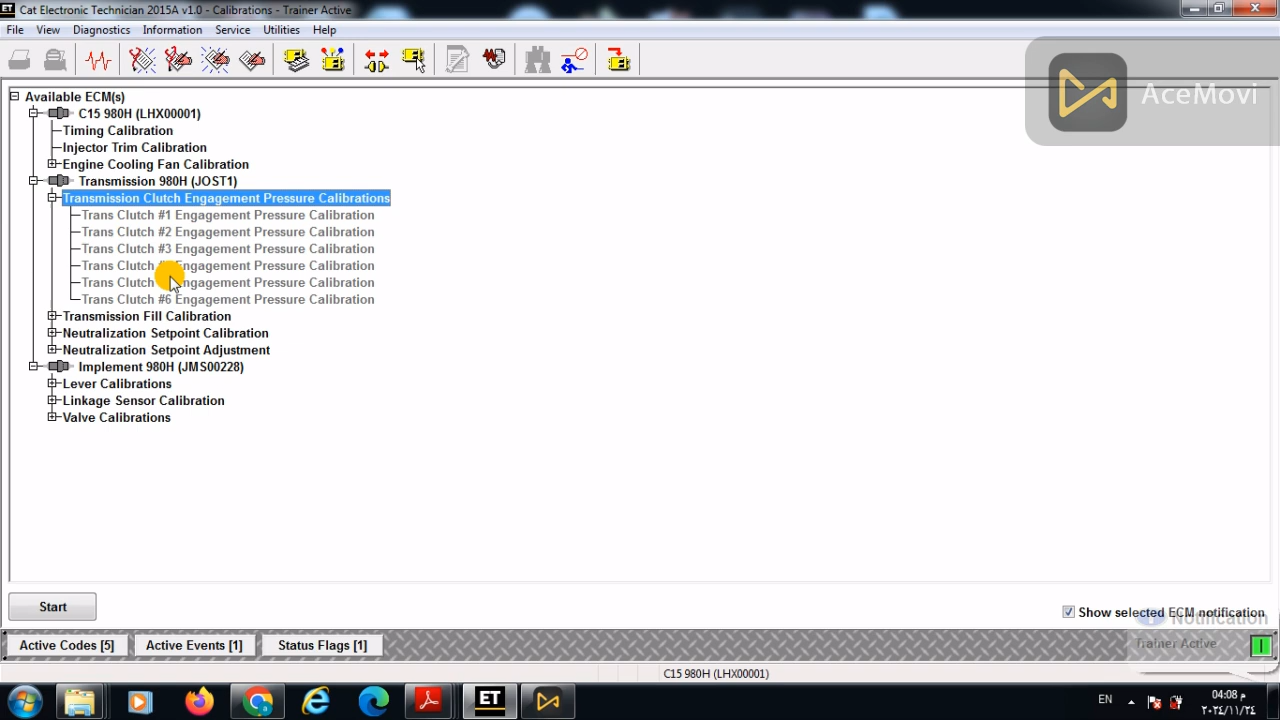 ET Cat Electronic Technician 2015A v1.0 - Calibrations - Trainer Active
File View Diagnostics Information Service Utilities Help
AceMovi
Available ECM(s)
C15 980H (LHX00001)
Timing Calibration
Injector Trim Calibration
Engine Cooling Fan Calibration
Transmission 980H (JOST1)
Transmission Clutch Engagement Pressure Calibrations
Trans Clutch #1 Engagement Pressure Calibration
Trans Clutch #2 Engagement Pressure Calibration
Trans Clutch #3 Engagement Pressure Calibration
Trans Clutch Engagement Pressure Calibration
Trans Clutch Engagement Pressure Calibration
Trans Clutch #6 Engagement Pressure Calibration
Transmission Fill Calibration
Neutralization Setpoint Calibration
Neutralization Setpoint Adjustment
Implement 980H (JMS00228)
Lever Calibrations
Linkage Sensor Calibration
Valve Calibrations
Start
Show selected ECM notification
Notification
Active Codes [5] Active Events [1] Status Flags [1]
Trainer Active
C15 980H (LHX00001)
ET
EN
04:08 م
٢٠٢٤/١١/٢٤